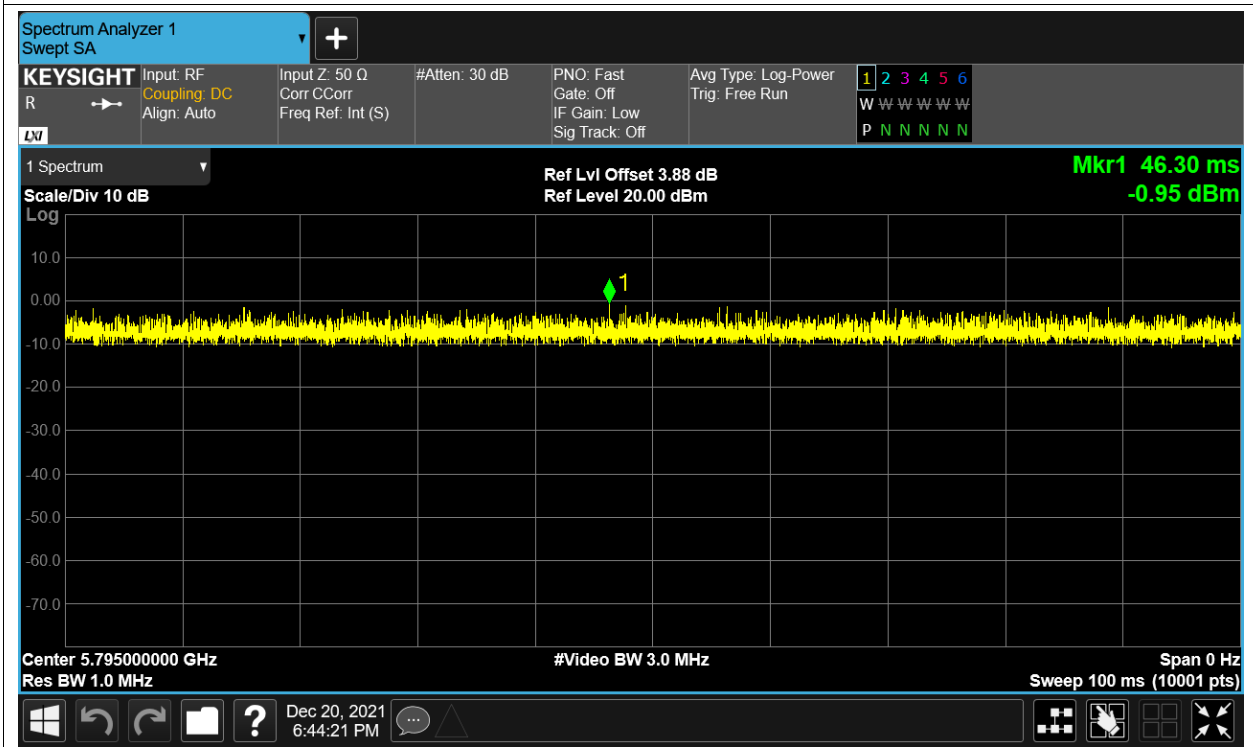 Spectrum Analyzer 1
Swept SA
KEYSIGHT
R
LXI
Input: RF
Coupling: DC
Align: Auto
Input Z: 50 Ω
Corr CCorr
Freq Ref: Int (S)
#Atten: 30 dB
PNO: Fast
Gate: Off
IF Gain: Low
Sig Track: Off
Avg Type: Log-Power
Trig: Free Run
1 2 3 4 5 6
W W W W W W
P N N N N N
1 Spectrum
Scale/Div 10 dB
Ref Lvl Offset 3.88 dB
Ref Level 20.00 dBm
Mkr1 46.30 ms
-0.95 dBm
Log
10.0
0.00
-10.0
-20.0
-30.0
-40.0
-50.0
-60.0
-70.0
1
Center 5.795000000 GHz
Res BW 1.0 MHz
#Video BW 3.0 MHz
Span 0 Hz
Sweep 100 ms (10001 pts)
?
Dec 20, 2021
6:44:21 PM